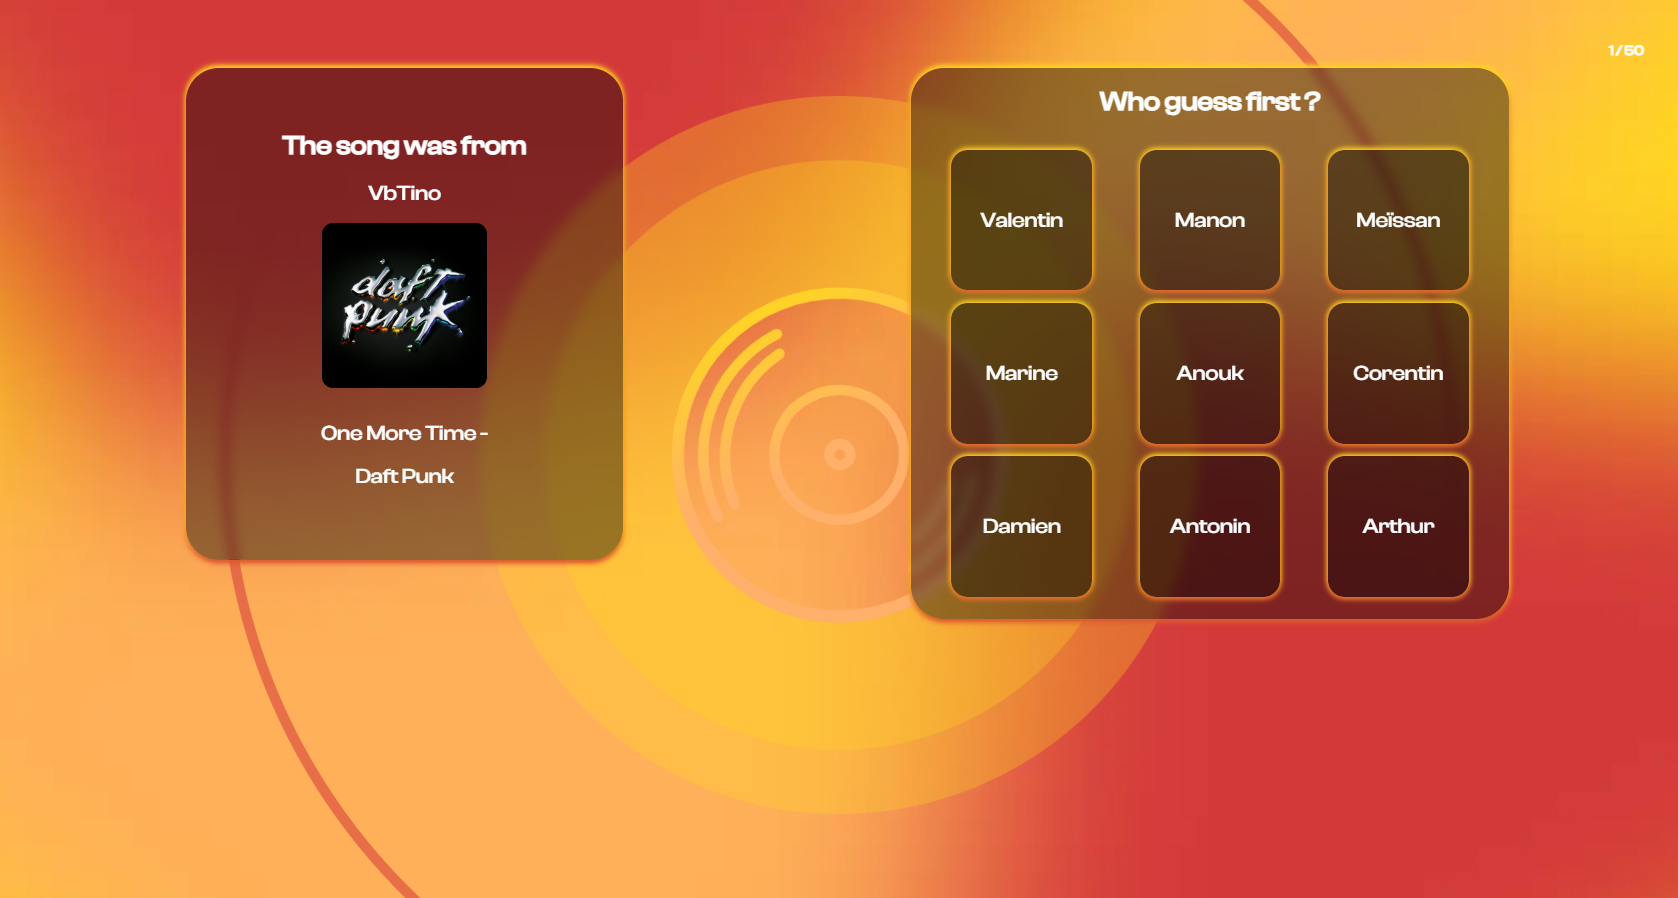 1/50
The song was from
VbTino
daft
punk
One More Time -
Daft Punk
Who guess first ?
Valentin
Manon
Meïssan
Marine
Anouk
Corentin
Damien
Antonin
Arthur